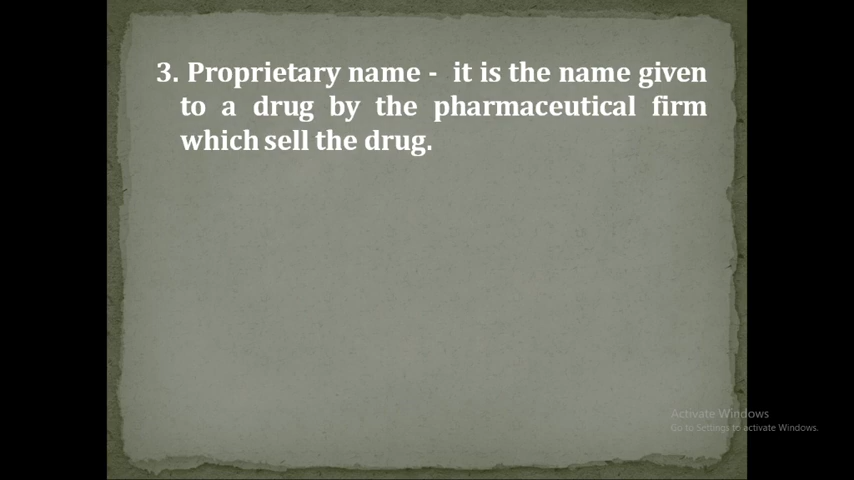 3. Proprietary name - it is the name given
to a drug by the pharmaceutical firm
which sell the drug.
Activate Windows
Go to Settings to activate Windows.